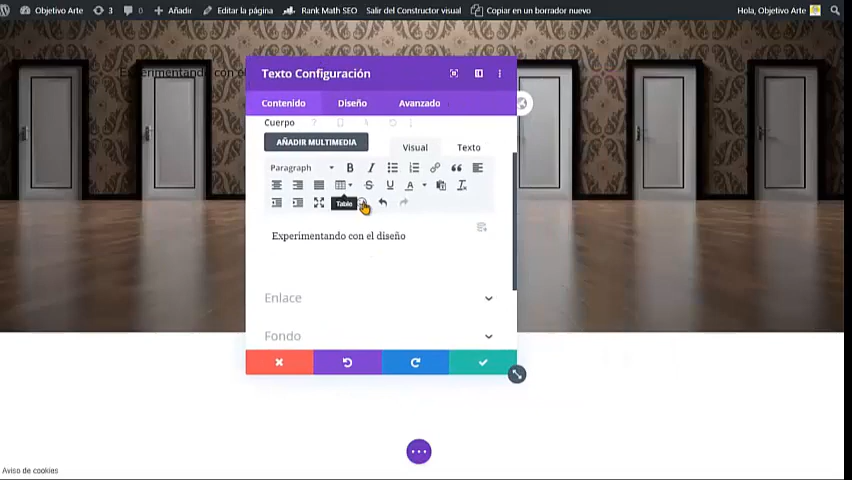 Objetivo Arte
3
0
Añadir
Editar la página
Rank Math SEO
Salir del Constructor visual
Copiar en un borrador nuevo
Hola, Objetivo Arte
Experimentando con e
Texto Configuración
Contenido
Diseño
Avanzado
Cuerpo
AÑADIR MULTIMEDIA
Visual
Texto
Paragraph
Table
Experimentando con el diseño
Enlace
Fondo
Aviso de cookies